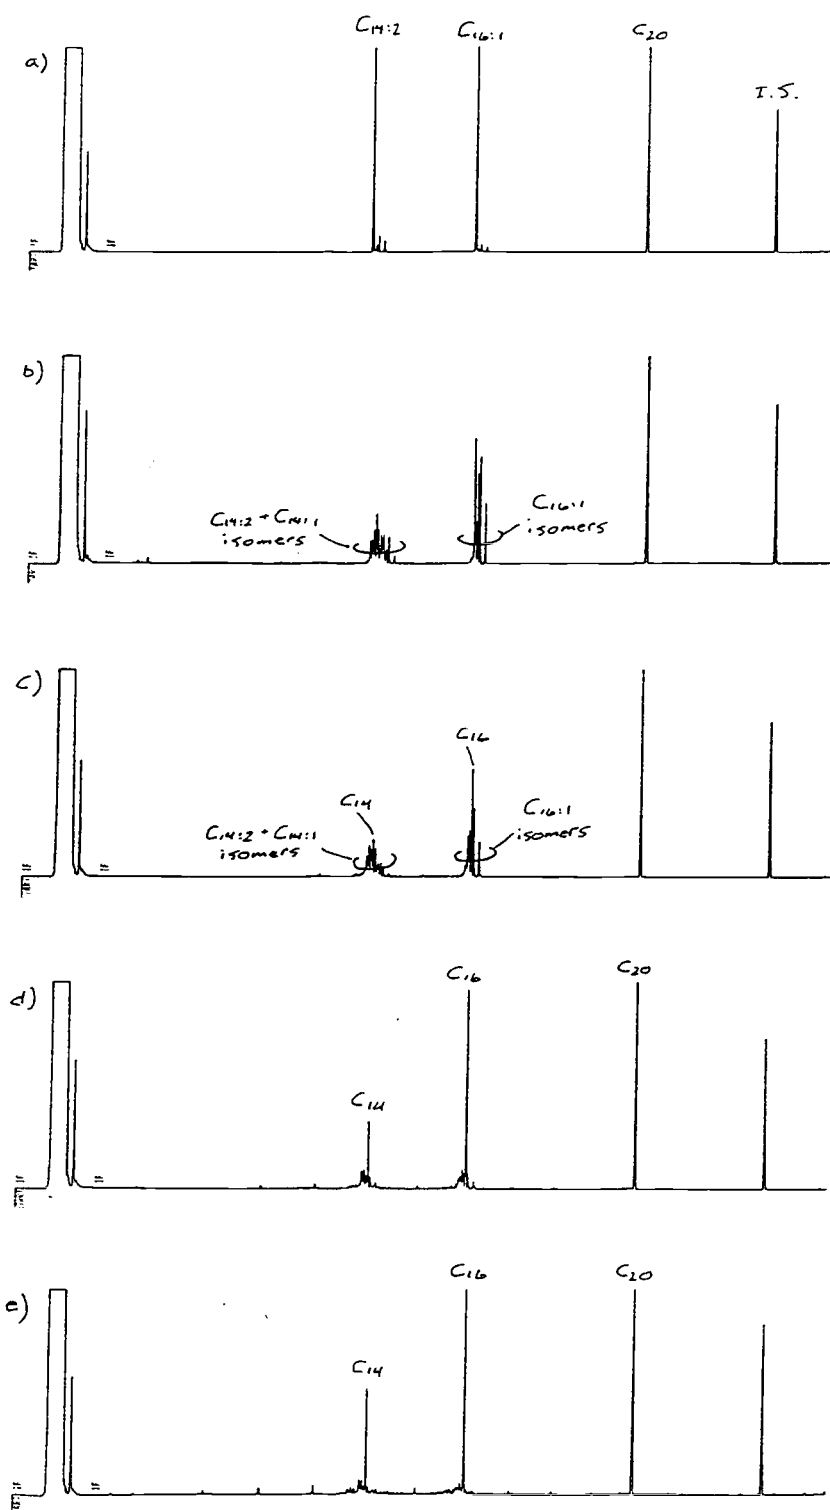 a)
C14:2
C16:1
C20
I.S.
b)
C14:2 + C14:1
isomers
C16:1
isomers
c)
C14
C16
C14:2 + C14:1
isomers
C16:1
isomers
d)
C14
C16
C20
e)
C14
C16
C20